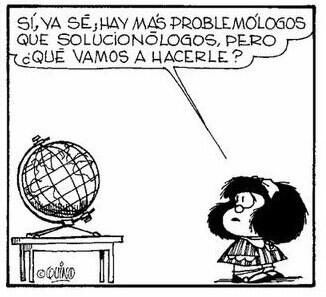 SÍ, YA SÉ; HAY MÁS PROBLEMÓLOGOS
QUE SOLUCIONÓLOGOS, PERO
¿QUÉ VAMOS A HACERLE?
©QUINO